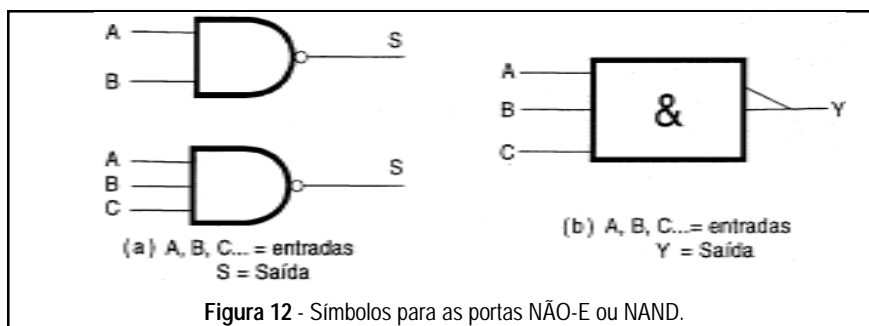 A
B
S
A
B
C
S
(a) A, B, C... = entradas
S = Saída
A
B
C
&
Y
(b) A, B, C...= entradas
Y = Saída
Figura 12 - Símbolos para as portas NÃO-E ou NAND.